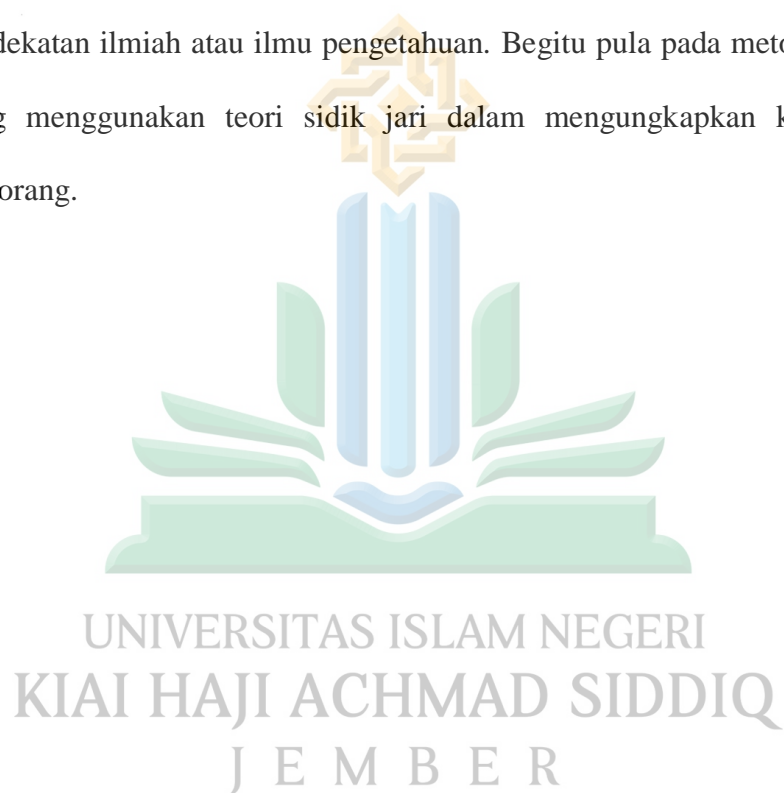 dekatan ilmiah atau ilmu pengetahuan. Begitu pula pada meto
menggunakan teori sidik jari dalam mengungkapkan
orang.
UNIVERSITAS ISLAM NEGERI
KIAI HAJI ACHMAD SIDDIQ
JEMBER